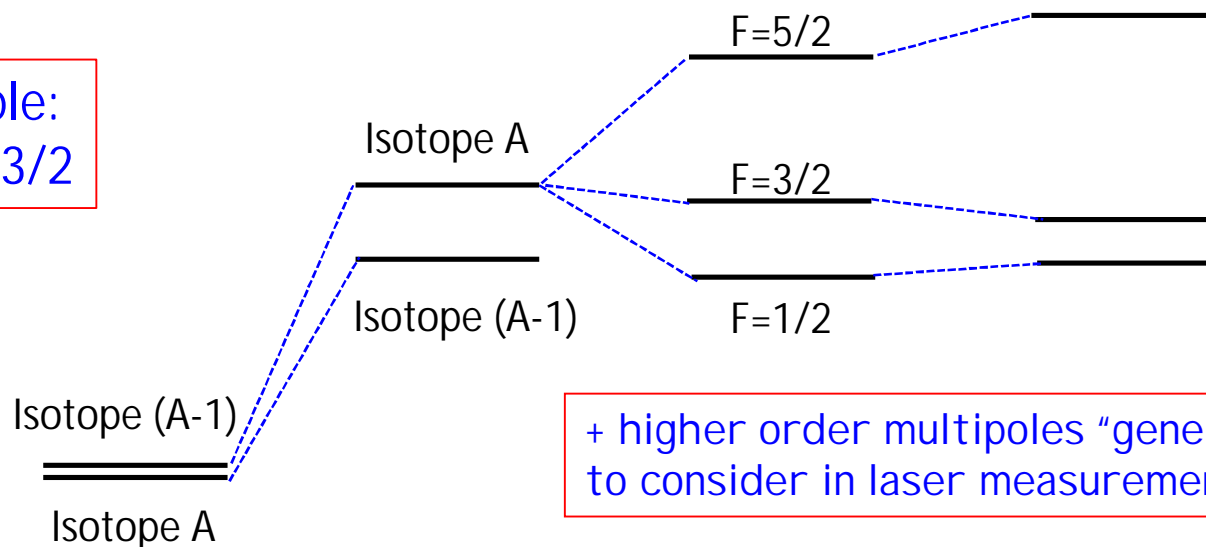 ple:
3/2
Isotope A
Isotope (A-1)
Isotope (A-1)
Isotope A
F=5/2
F=3/2
F=1/2
+ higher order multipoles "gene
to consider in laser measuremen